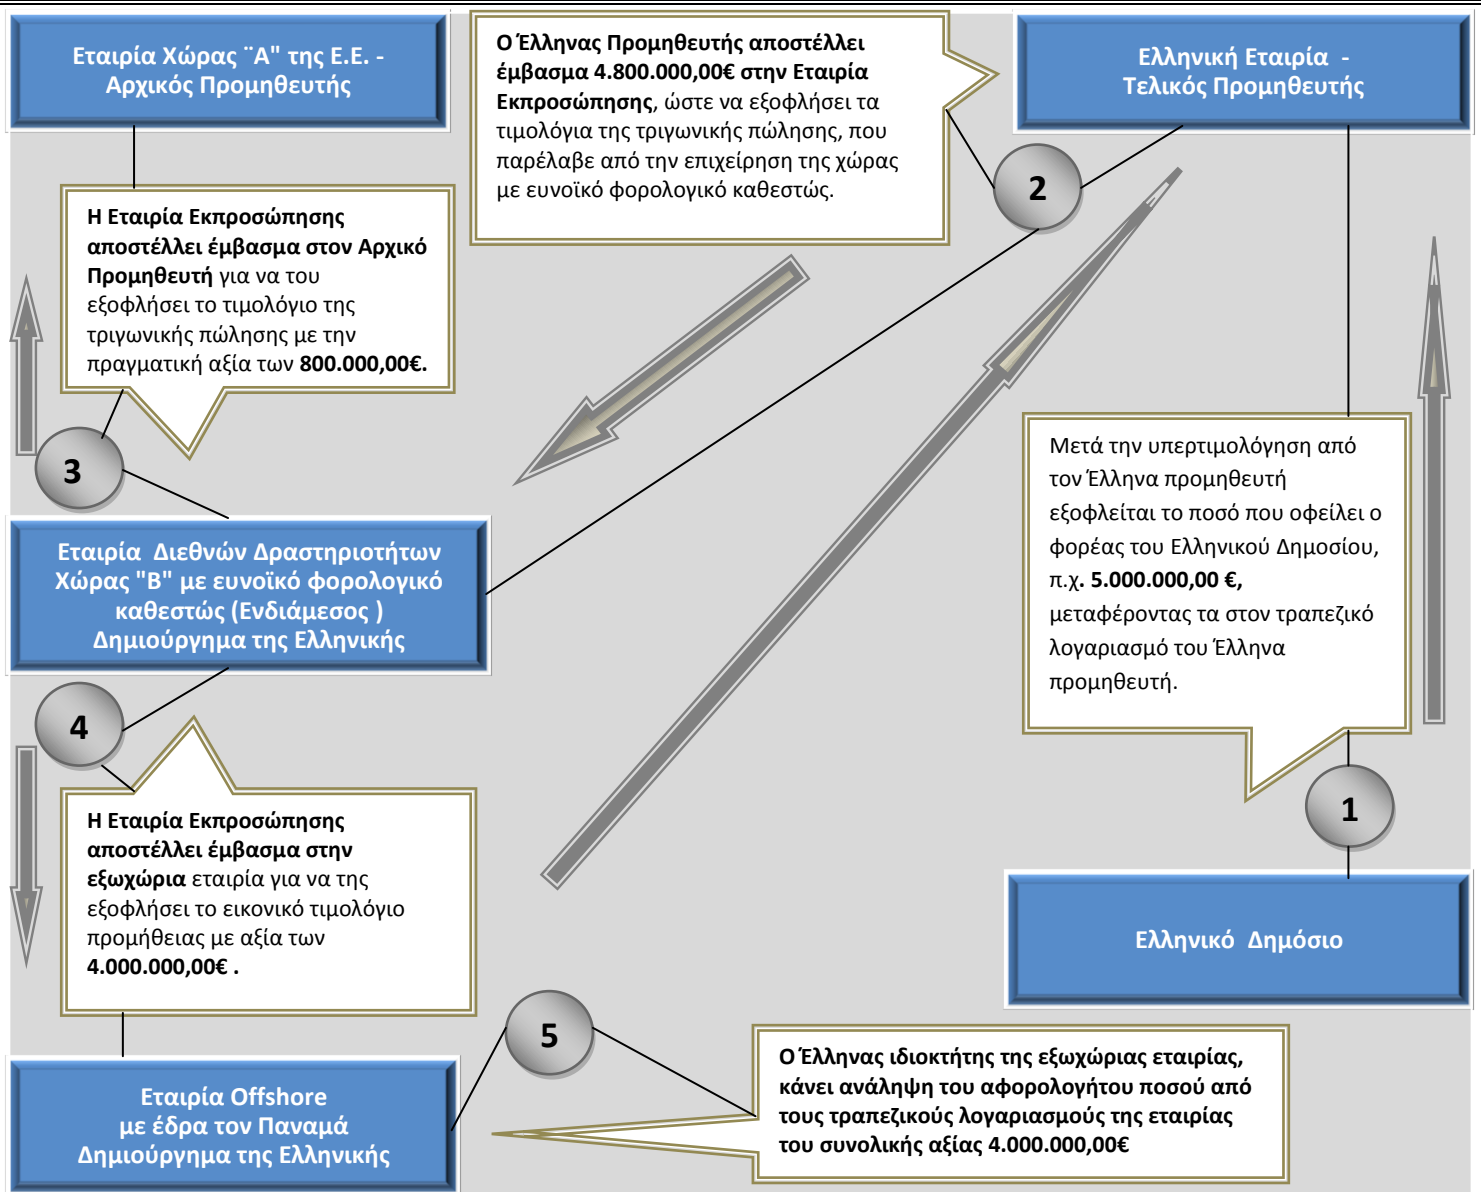 Εταιρία Χώρας ¨Α" της Ε.Ε. -
Αρχικός Προμηθευτής
Ο Έλληνας Προμηθευτής αποστέλλει
έμβασμα 4.800.000,00€ στην Εταιρία
Εκπροσώπησης, ώστε να εξοφλήσει τα
τιμολόγια της τριγωνικής πώλησης, που
παρέλαβε από την επιχείρηση της χώρας
με ευνοϊκό φορολογικό καθεστώς.
Ελληνική Εταιρία -
Τελικός Προμηθευτής
2
Η Εταιρία Εκπροσώπησης
αποστέλλει έμβασμα στον Αρχικό
Προμηθευτή για να του
εξοφλήσει το τιμολόγιο της
τριγωνικής πώλησης με την
πραγματική αξία των 800.000,00€.
3
Μετά την υπερτιμολόγηση από
τον Έλληνα προμηθευτή
εξοφλείται το ποσό που οφείλει ο
φορέας του Ελληνικού Δημοσίου,
π.χ. 5.000.000,00 €,
μεταφέροντας τα στον τραπεζικό
λογαριασμό του Έλληνα
προμηθευτή.
Εταιρία Διεθνών Δραστηριοτήτων
Χώρας "Β" με ευνοϊκό φορολογικό
καθεστώς (Ενδιάμεσος )
Δημιούργημα της Ελληνικής
4
1
Η Εταιρία Εκπροσώπησης
αποστέλλει έμβασμα στην
εξωχώρια εταιρία για να της
εξοφλήσει το εικονικό τιμολόγιο
προμήθειας με αξία των
4.000.000,00€ .
Ελληνικό Δημόσιο
5
Ο Έλληνας ιδιοκτήτης της εξωχώριας εταιρίας,
κάνει ανάληψη του αφορολογήτου ποσού από
τους τραπεζικούς λογαριασμούς της εταιρίας
του συνολικής αξίας 4.000.000,00€
Εταιρία Offshore
με έδρα τον Παναμά
Δημιούργημα της Ελληνικής